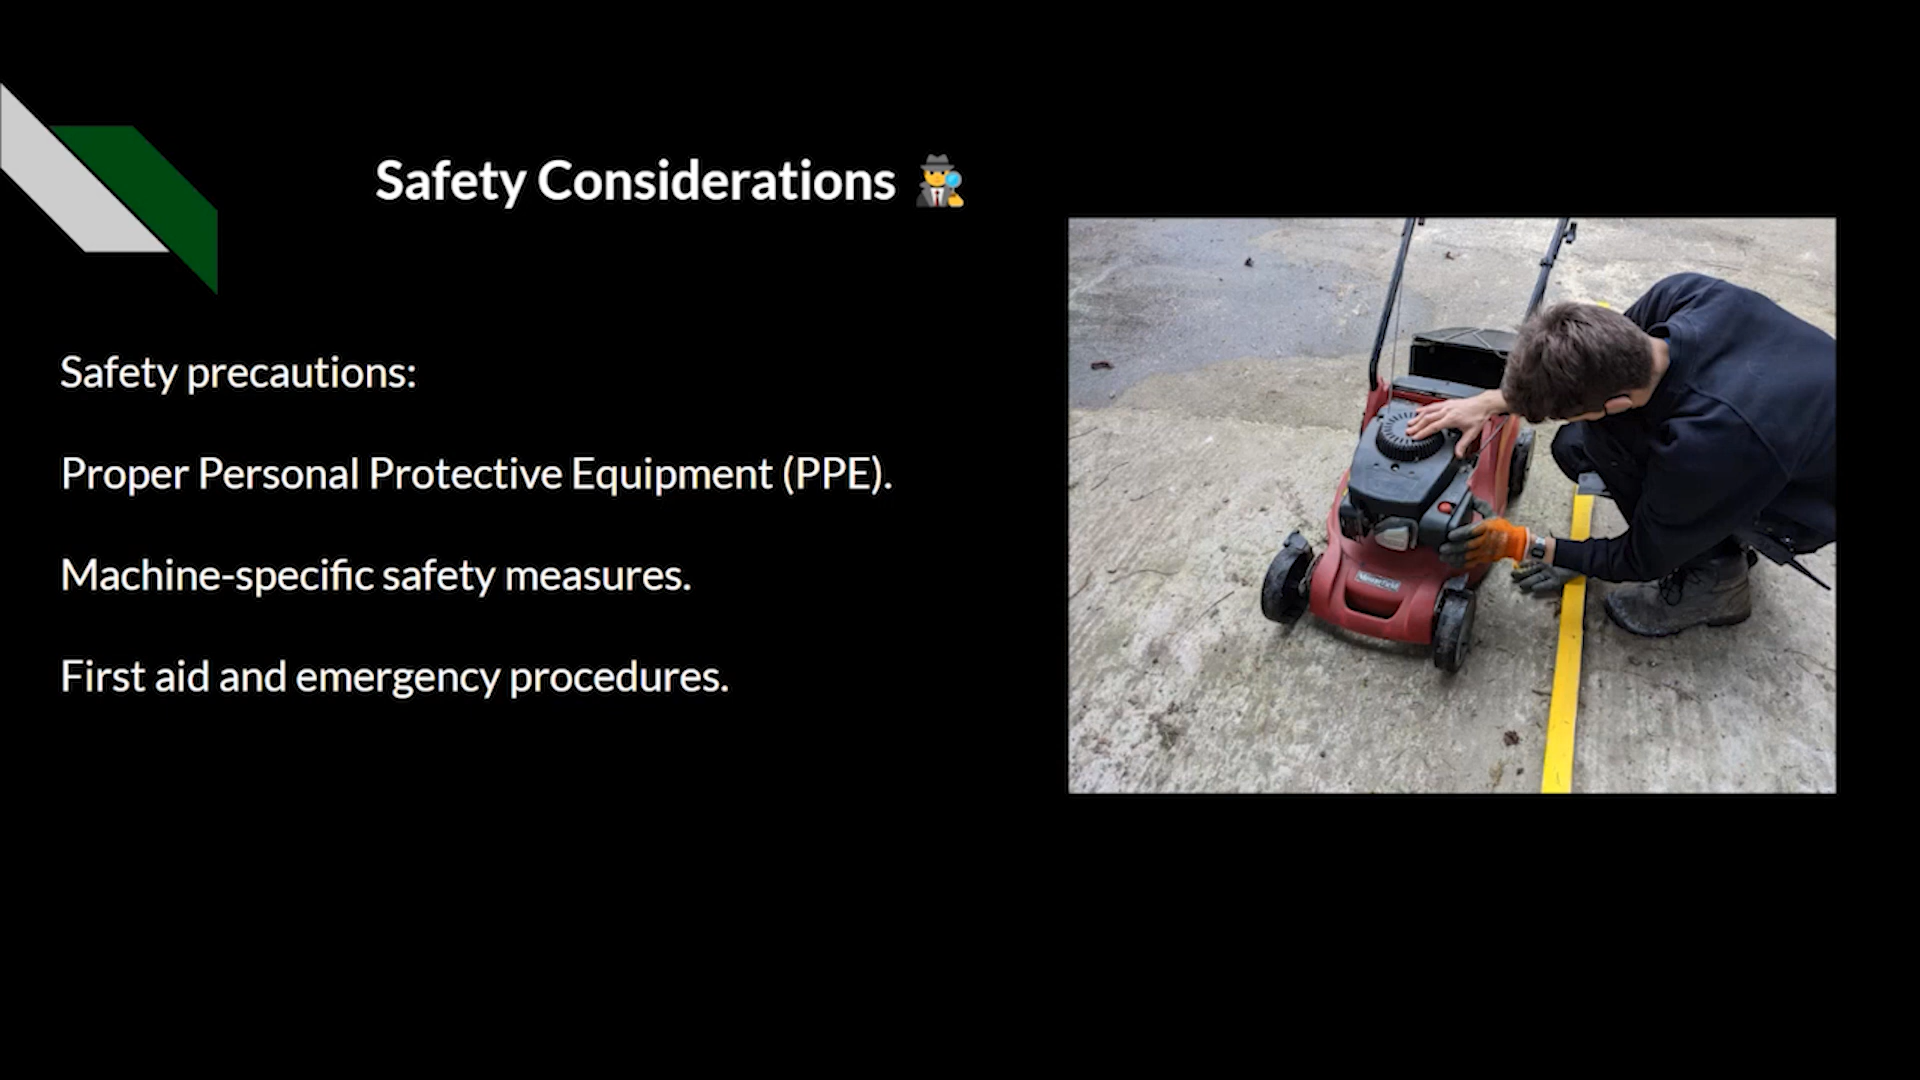 Safety Considerations 🕵️
Safety precautions:
Proper Personal Protective Equipment (PPE).
Machine-specific safety measures.
First aid and emergency procedures.